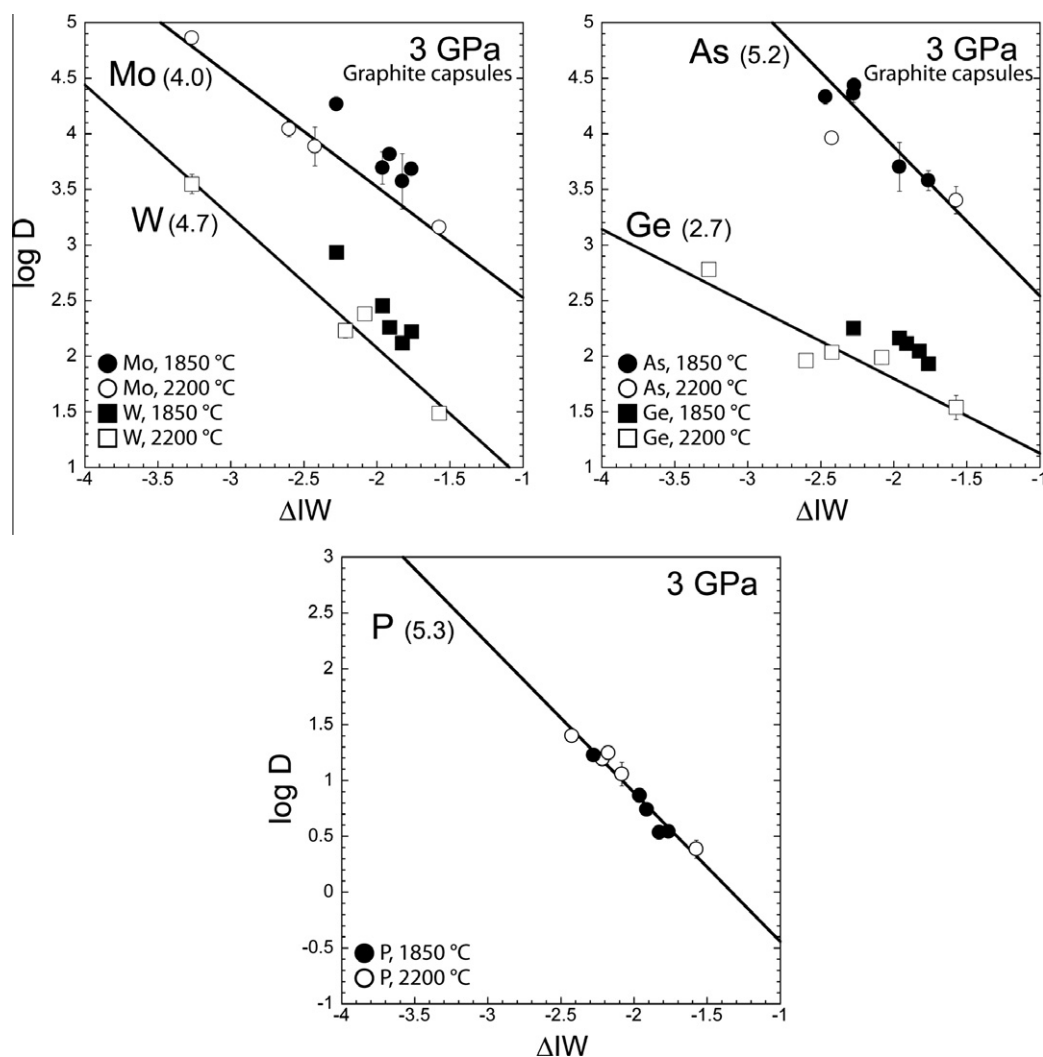 3 GPa
Graphite capsules
Mo (4.0)
W (4.7)
log D
5
4.5
4
3.5
3
2.5
2
1.5
1
Mo, 1850 °C
Mo, 2200 °C
W, 1850 °C
W, 2200 °C
-4 -3.5 -3 -2.5 -2 -1.5 -1
ΔIW
3 GPa
Graphite capsules
As (5.2)
Ge (2.7)
5
4.5
4
3.5
3
2.5
2
1.5
1
As, 1850 °C
As, 2200 °C
Ge, 1850 °C
Ge, 2200 °C
-4 -3.5 -3 -2.5 -2 -1.5 -1
ΔIW
3 GPa
P (5.3)
log D
3
2.5
2
1.5
1
0.5
0
-0.5
-1
P, 1850 °C
P, 2200 °C
-4 -3.5 -3 -2.5 -2 -1.5 -1
ΔIW